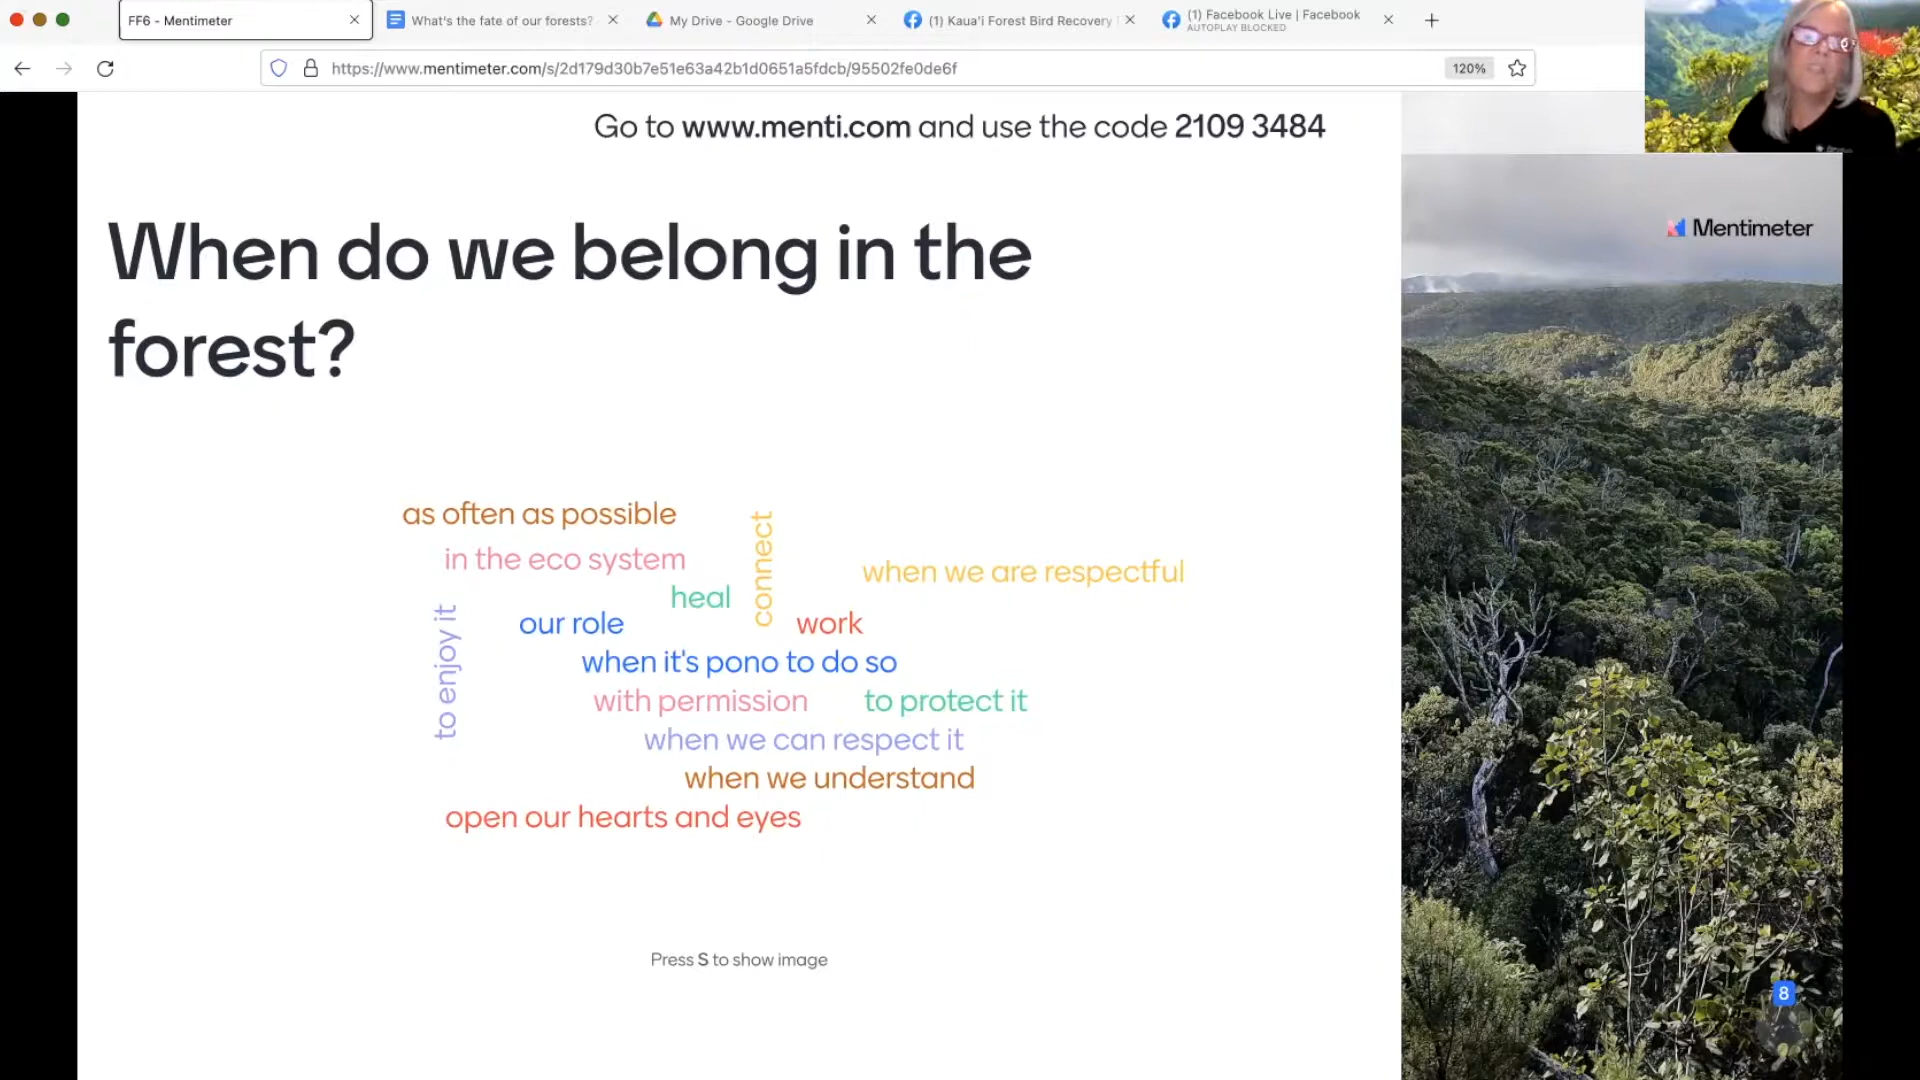 FF6 - Mentimeter
What's the fate of our forests?
My Drive - Google Drive
(1) Kaua'i Forest Bird Recovery
(1) Facebook Live | Facebook
AUTOPLAY BLOCKED
https://www.mentimeter.com/s/2d179d30b7e51e63a42b1d0651a5fdcb/95502fe0de6f
120%
Go to www.menti.com and use the code 2109 3484
Mentimeter
When do we belong in the
forest?
as often as possible
connect
in the eco system
when we are respectful
heal
to enjoy it
our role
work
when it's pono to do so
with permission
to protect it
when we can respect it
when we understand
open our hearts and eyes
Press S to show image
8